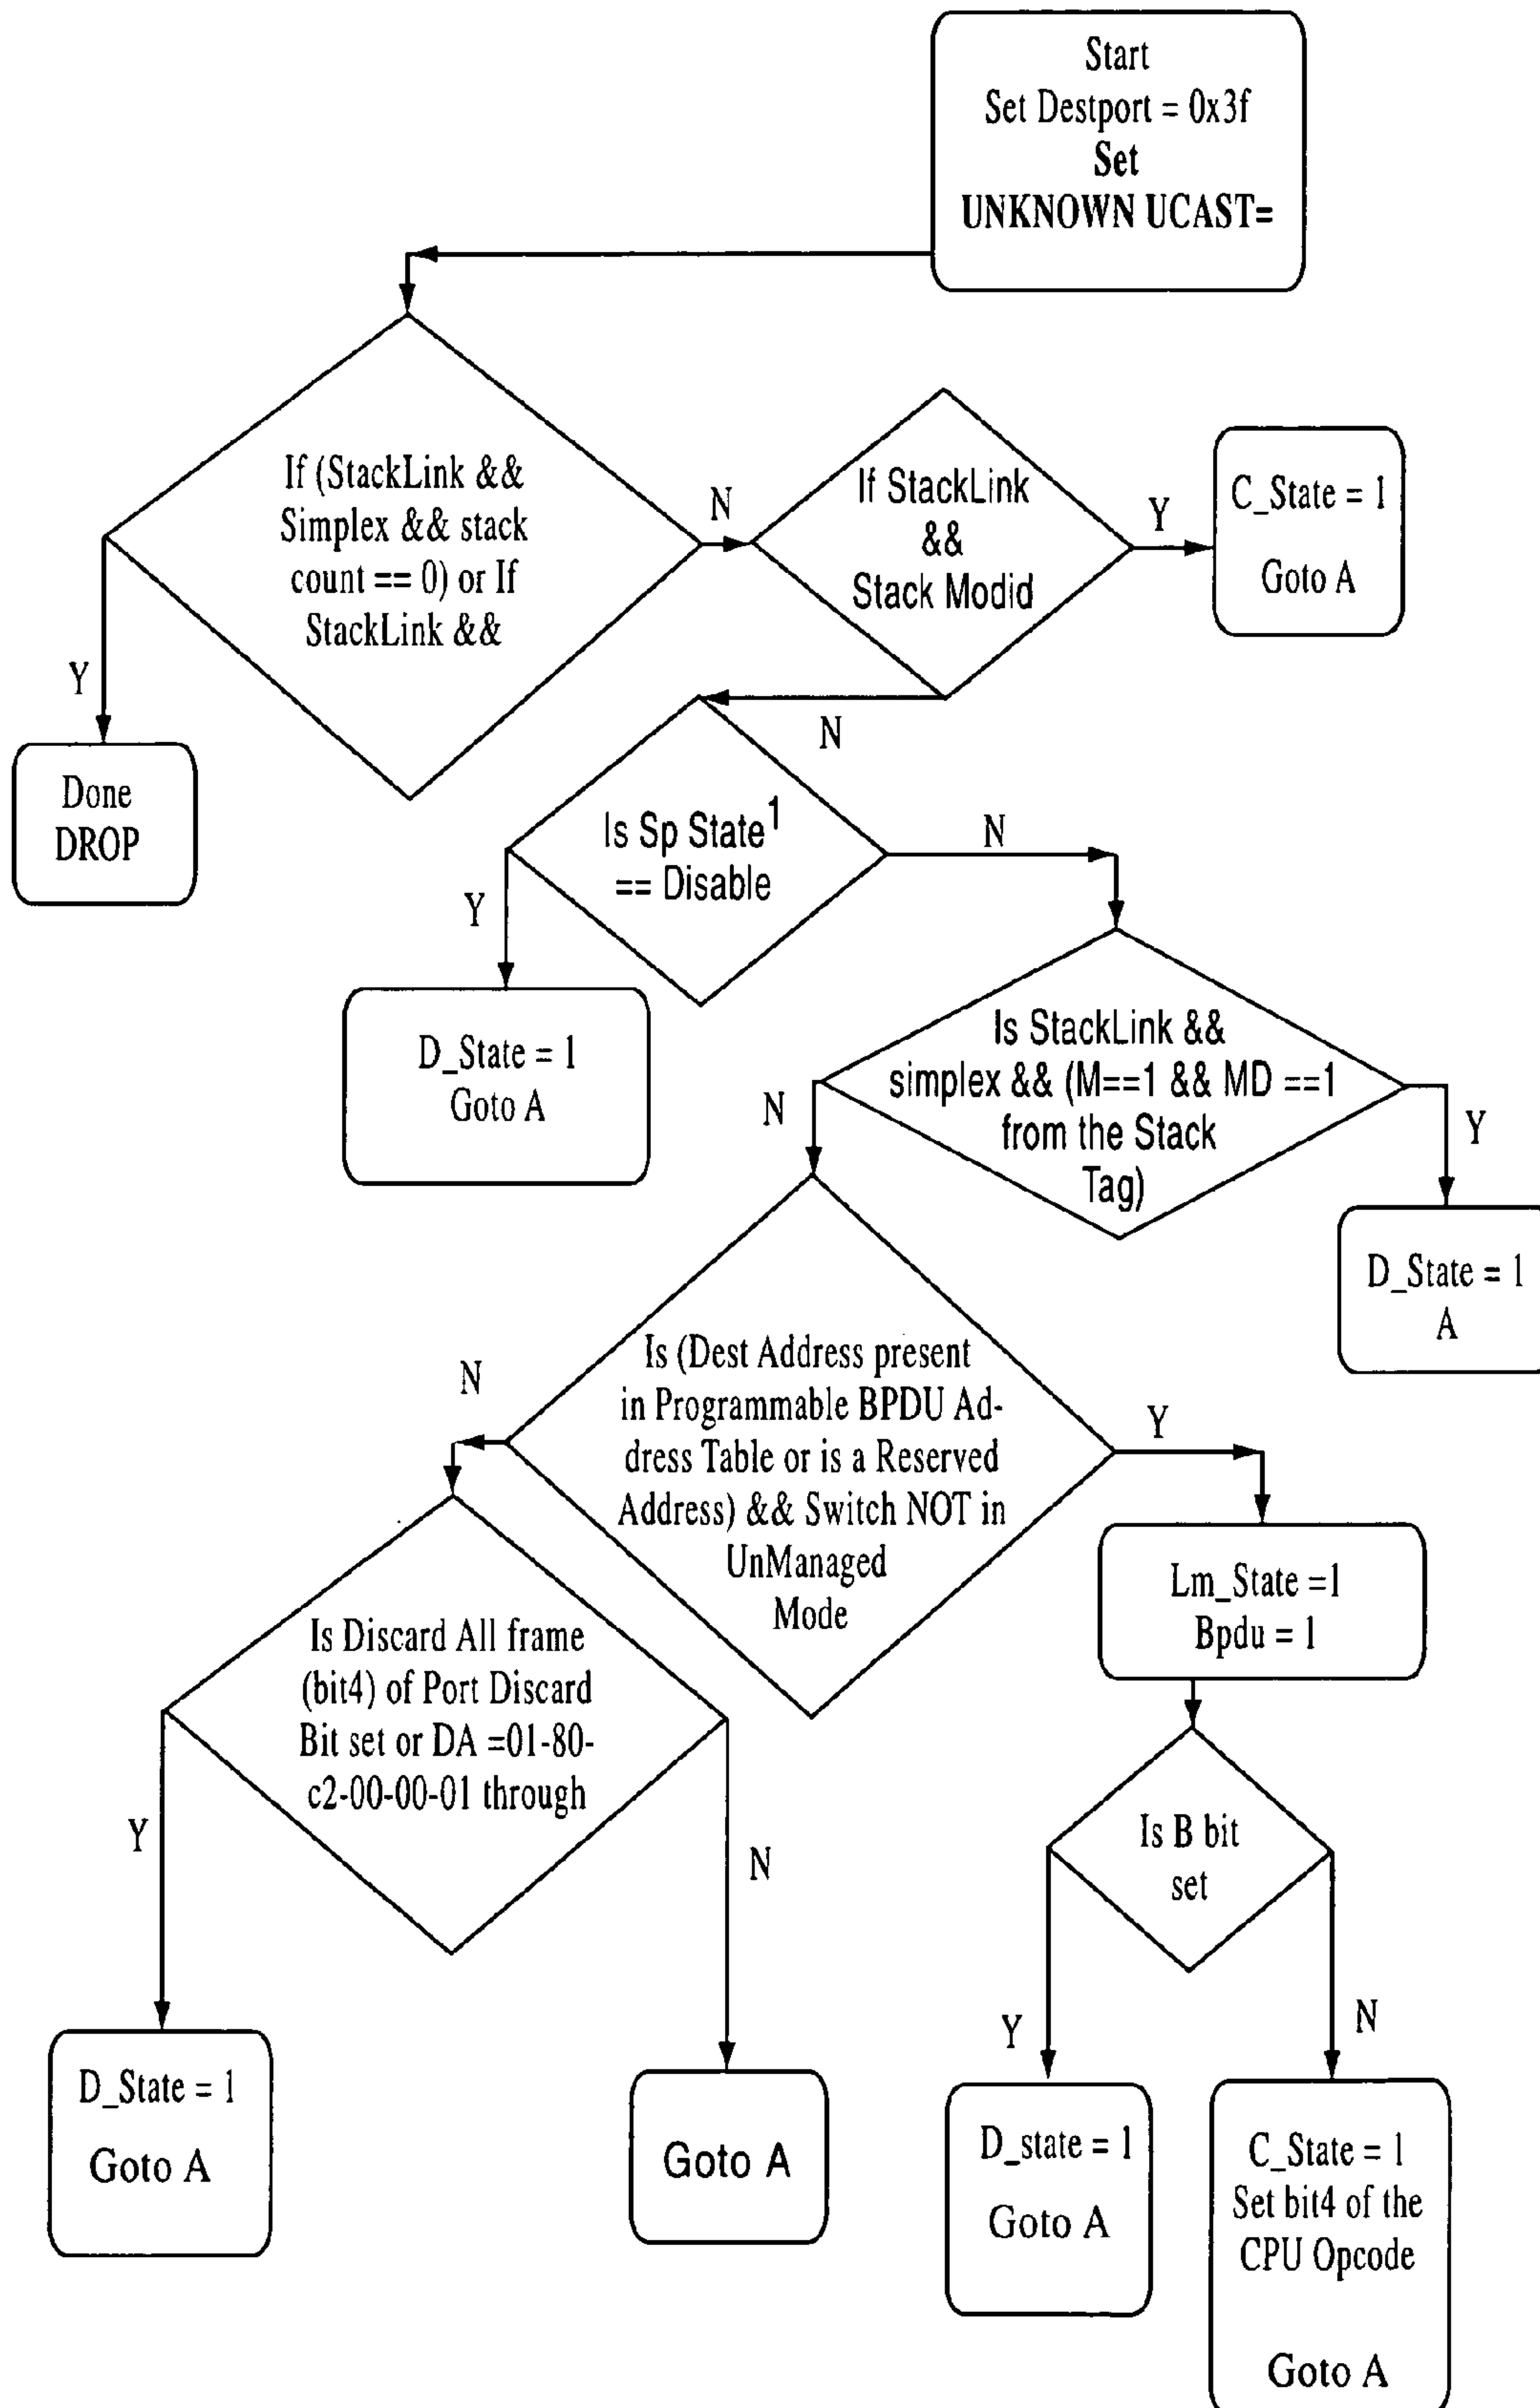 Start
Set Destport = 0x3f
Set
UNKNOWN UCAST=
If (StackLink &&
Simplex && stack
count == 0) or If
StackLink &&
N
If StackLink
&&
Stack Modid
Y
C_State = 1
Goto A
Y
Done
DROP
N
Is Sp State1
== Disable
N
Y
D_State = 1
Goto A
Is StackLink &&
simplex && (M==1 && MD ==1
from the Stack
Tag)
N
Y
D_State = 1
A
Is (Dest Address present
in Programmable BPDU Ad-
dress Table or is a Reserved
Address) && Switch NOT in
UnManaged
Mode
N
Y
Lm_State =1
Bpdu = 1
Is Discard All frame
(bit4) of Port Discard
Bit set or DA =01-80-
c2-00-00-01 through
Y
N
Is B bit
set
Y
N
D_State = 1
Goto A
Goto A
D_state = 1
Goto A
C_State = 1
Set bit4 of the
CPU Opcode
Goto A